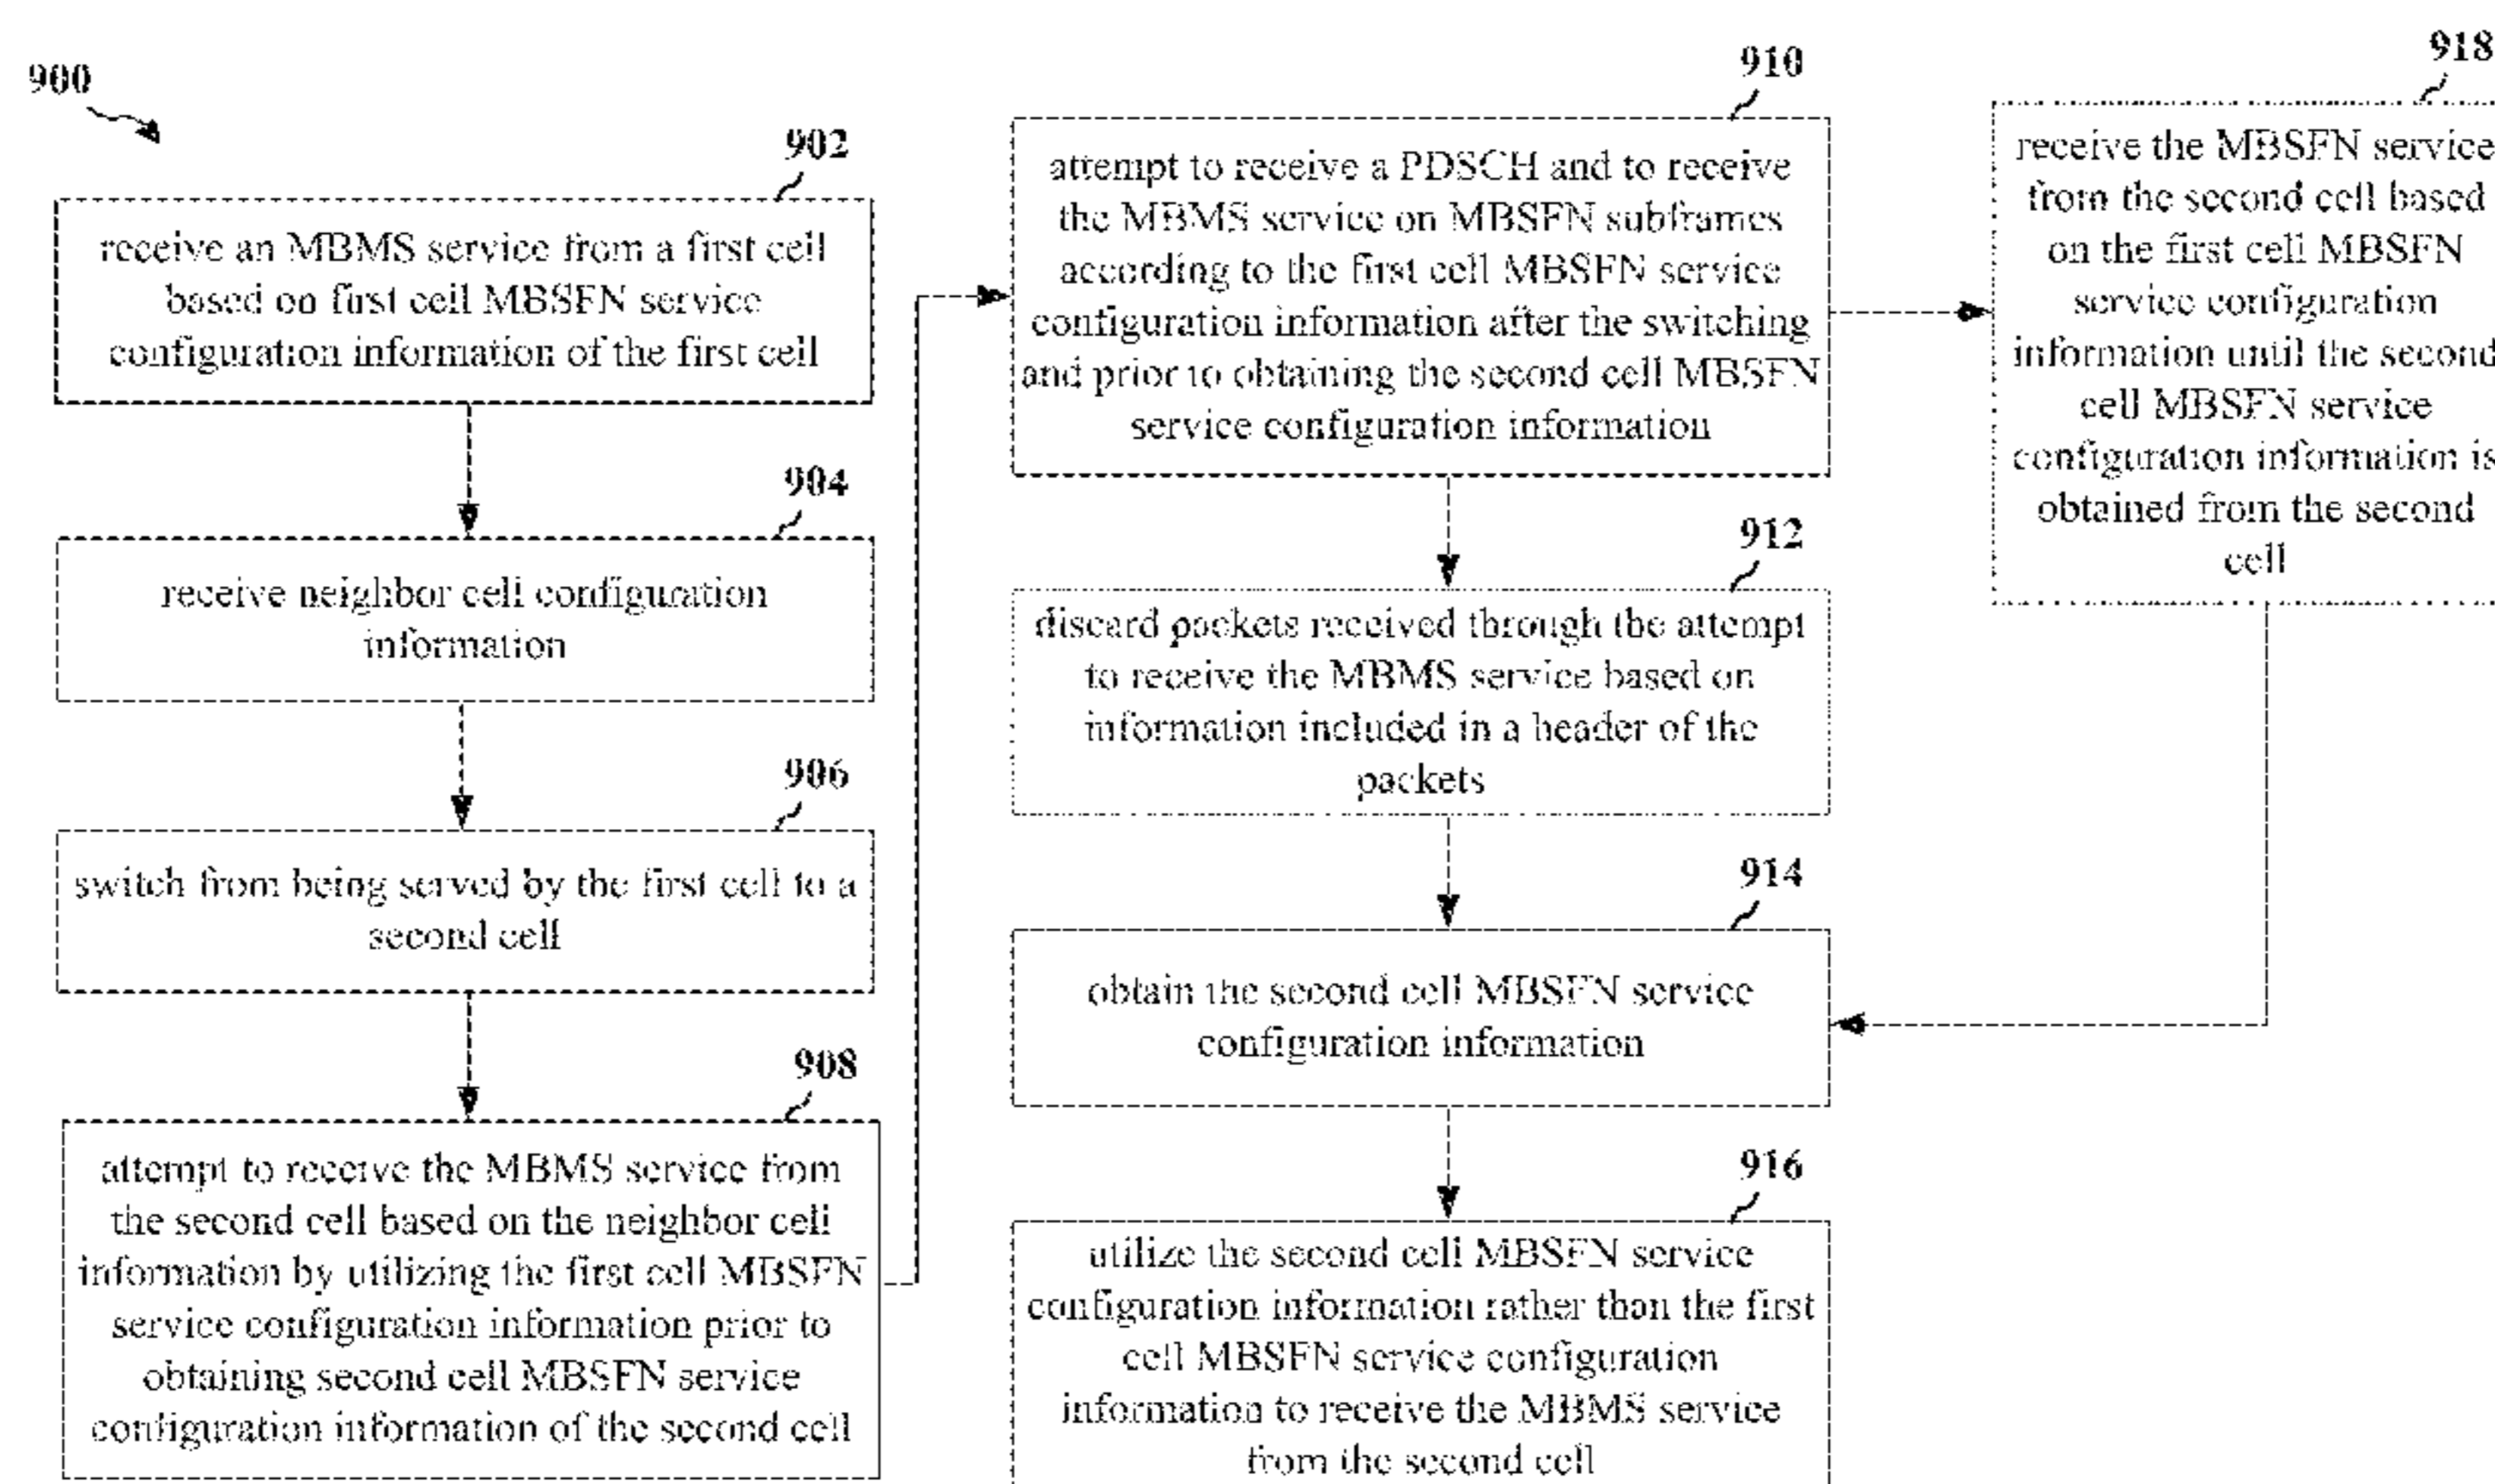 900
902
receive an MBMS service from a first cell
based on first cell MBSFN service
configuration information of the first cell
904
receive neighbor cell configuration
information
906
switch from being served by the first cell to a
second cell
908
attempt to receive the MBMS service from
the second cell based on the neighbor cell
information by utilizing the first cell MBSFN
service configuration information prior to
obtaining second cell MBSFN service
configuration information of the second cell
910
attempt to receive a PDSCH and to receive
the MBMS service on MBSFN subframes
according to the first cell MBSFN service
configuration information after the switching
and prior to obtaining the second cell MBSFN
service configuration information
912
discard packets received through the attempt
to receive the MBMS service based on
information included in a header of the
packets
914
obtain the second cell MBSFN service
configuration information
916
utilize the second cell MBSFN service
configuration information rather than the first
cell MBSFN service configuration
information to receive the MBMS service
from the second cell
918
receive the MBSFN service
from the second cell based
on the first cell MBSFN
service configuration
information until the second
cell MBSFN service
configuration information is
obtained from the second
cell